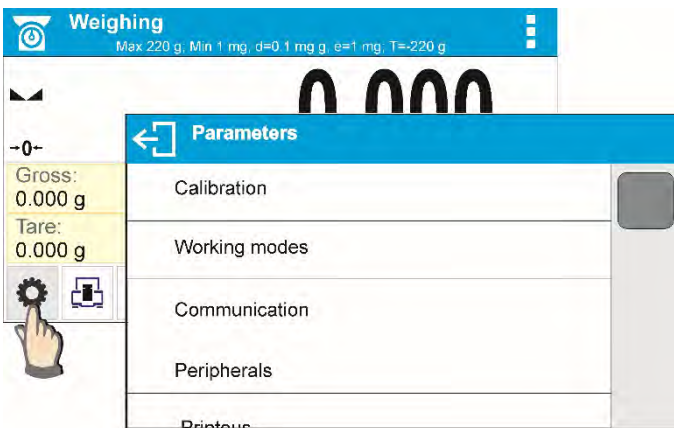 Weighing
Max 220 g; Min 1 mg, d=0.1 mg g, e=1 mg; T=-220 g
0.000
→0←
Parameters
Gross:
0.000 g
Tare:
0.000 g
Calibration
Working modes
Communication
Peripherals
Printous